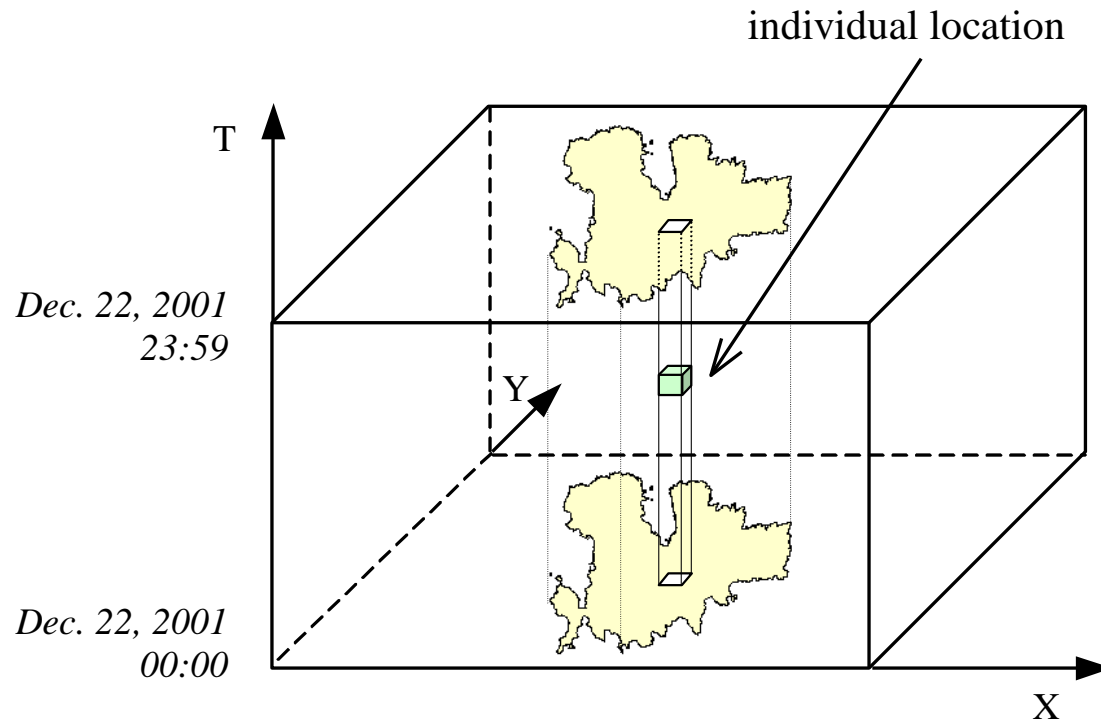 individual location
T
Dec. 22, 2001
23:59
Y
Dec. 22, 2001
00:00
X